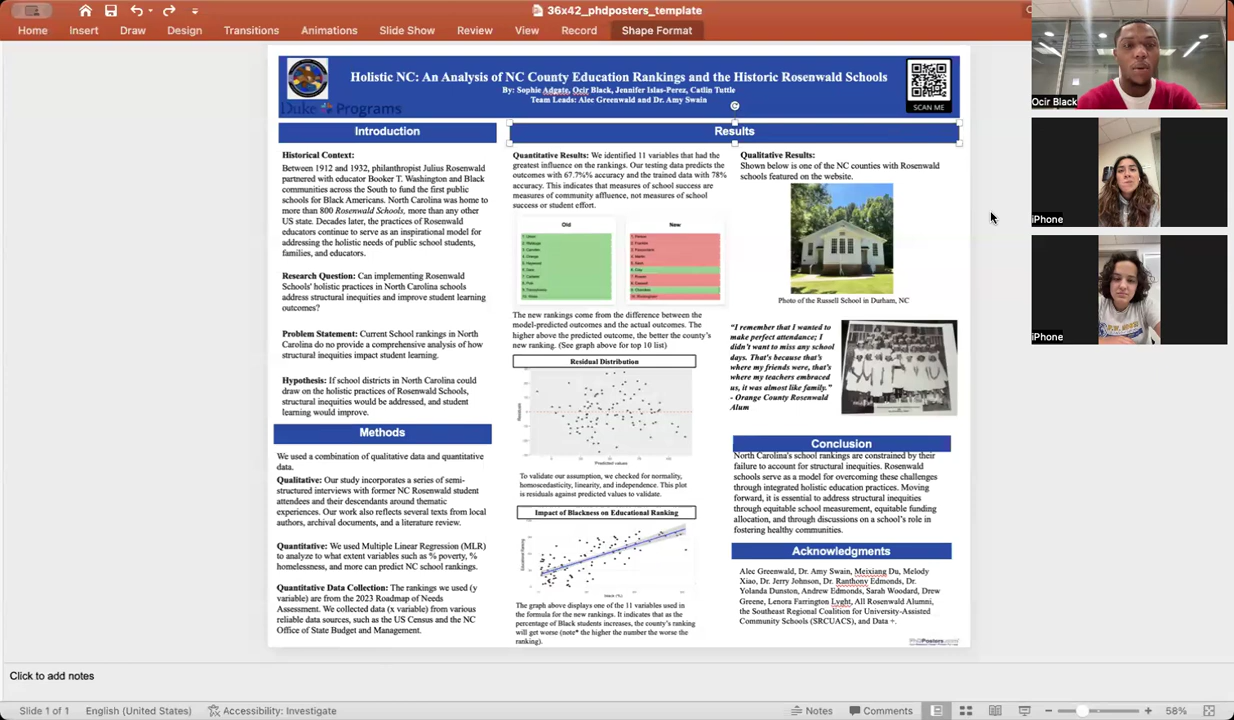 36x42_phdposters_template
Home Insert Draw Design Transitions Animations Slide Show Review View Record Shape Format
Holistic NC: An Analysis of NC County Education Rankings and the Historic Rosenwald Schools
By: Sophie Adgate, Ocir Black, Jennifer Islas-Perez, Catlin Tuttle
Team Leads: Alec Greenwald and Dr. Amy Swain
Duke Programs
SCAN ME
Introduction
Historical Context:
Between 1912 and 1932, philanthropist Julius Rosenwald
partnered with educator Booker T. Washington and Black
communities across the South to fund the first public
schools for Black Americans. North Carolina was home to
more than 800 Rosenwald Schools, more than any other
US state. Decades later, the practices of Rosenwald
educators continue to serve as an inspirational model for
addressing the holistic needs of public school students,
families, and educators.
Research Question: Can implementing Rosenwald
Schools' holistic practices in North Carolina schools
address structural inequities and improve student learning
outcomes?
Problem Statement: Current School rankings in North
Carolina do no provide a comprehensive analysis of how
structural inequities impact student learning.
Hypothesis: If school districts in North Carolina could
draw on the holistic practices of Rosenwald Schools,
structural inequities would be addressed, and student
learning would improve.
Methods
We used a combination of qualitative data and quantitative
data.
Qualitative: Our study incorporates a series of semi-
structured interviews with former NC Rosenwald student
attendees and their descendants around thematic
experiences. Our work also reflects several texts from local
authors, archival documents, and a literature review.
Quantitative: We used Multiple Linear Regression (MLR)
to analyze to what extent variables such as % poverty, %
homelessness, and more can predict NC school rankings.
Quantitative Data Collection: The rankings we used (y
variable) are from the 2023 Roadmap of Needs
Assessment. We collected data (x variable) from various
reliable data sources, such as the US Census and the NC
Office of State Budget and Management.
Results
Quantitative Results: We identified 11 variables that had the
greatest influence on the rankings. Our testing data predicts the
outcomes with 67.7%% accuracy and the trained data with 78%
accuracy. This indicates that measures of school success are
measures of community affluence, not measures of school
success or student effort.
Old
New
The new rankings come from the difference between the
model-predicted outcomes and the actual outcomes. The
higher above the predicted outcome, the better the county's
new ranking. (See graph above for top 10 list)
Residual Distribution
Residuals
Predicted values
To validate our assumption, we checked for normality,
homoscedasticity, linearity, and independence. This plot
is residuals against predicted values to validate.
Impact of Blackness on Educational Ranking
Educational Ranking
The graph above displays one of the 11 variables used in
the formula for the new rankings. It indicates that as the
percentage of Black students increases, the county's ranking
will get worse (note* the higher the number the worse the
ranking).
Qualitative Results:
Shown below is one of the NC counties with Rosenwald
schools featured on the website.
Photo of the Russell School in Durham, NC
"I remember that I wanted to
make perfect attendance; I
didn't want to miss any school
days. That's because that's
where my friends were, that's
where my teachers embraced
us, it was almost like family."
- Orange County Rosenwald
Alum
Conclusion
North Carolina's school rankings are constrained by their
failure to account for structural inequities. Rosenwald
schools serve as a model for overcoming these challenges
through integrated holistic education practices. Moving
forward, it is essential to address structural inequities
through equitable school measurement, equitable funding
allocation, and through discussions on a school's role in
fostering healthy communities.
Acknowledgments
Alec Greenwald, Dr. Amy Swain, Meixiang Du, Melody
Xiao, Dr. Jerry Johnson, Dr. Ranthony Edmonds, Dr.
Yolanda Dunston, Andrew Edmonds, Sarah Woodard, Drew
Greene, Lenora Farrington Lyght, All Rosenwald Alumni,
the Southeast Regional Coalition for University-Assisted
Community Schools (SRCUACS), and Data +.
Ocir Black
iPhone
iPhone
Click to add notes
Slide 1 of 1 English (United States) Accessibility: Investigate Notes Comments 58%